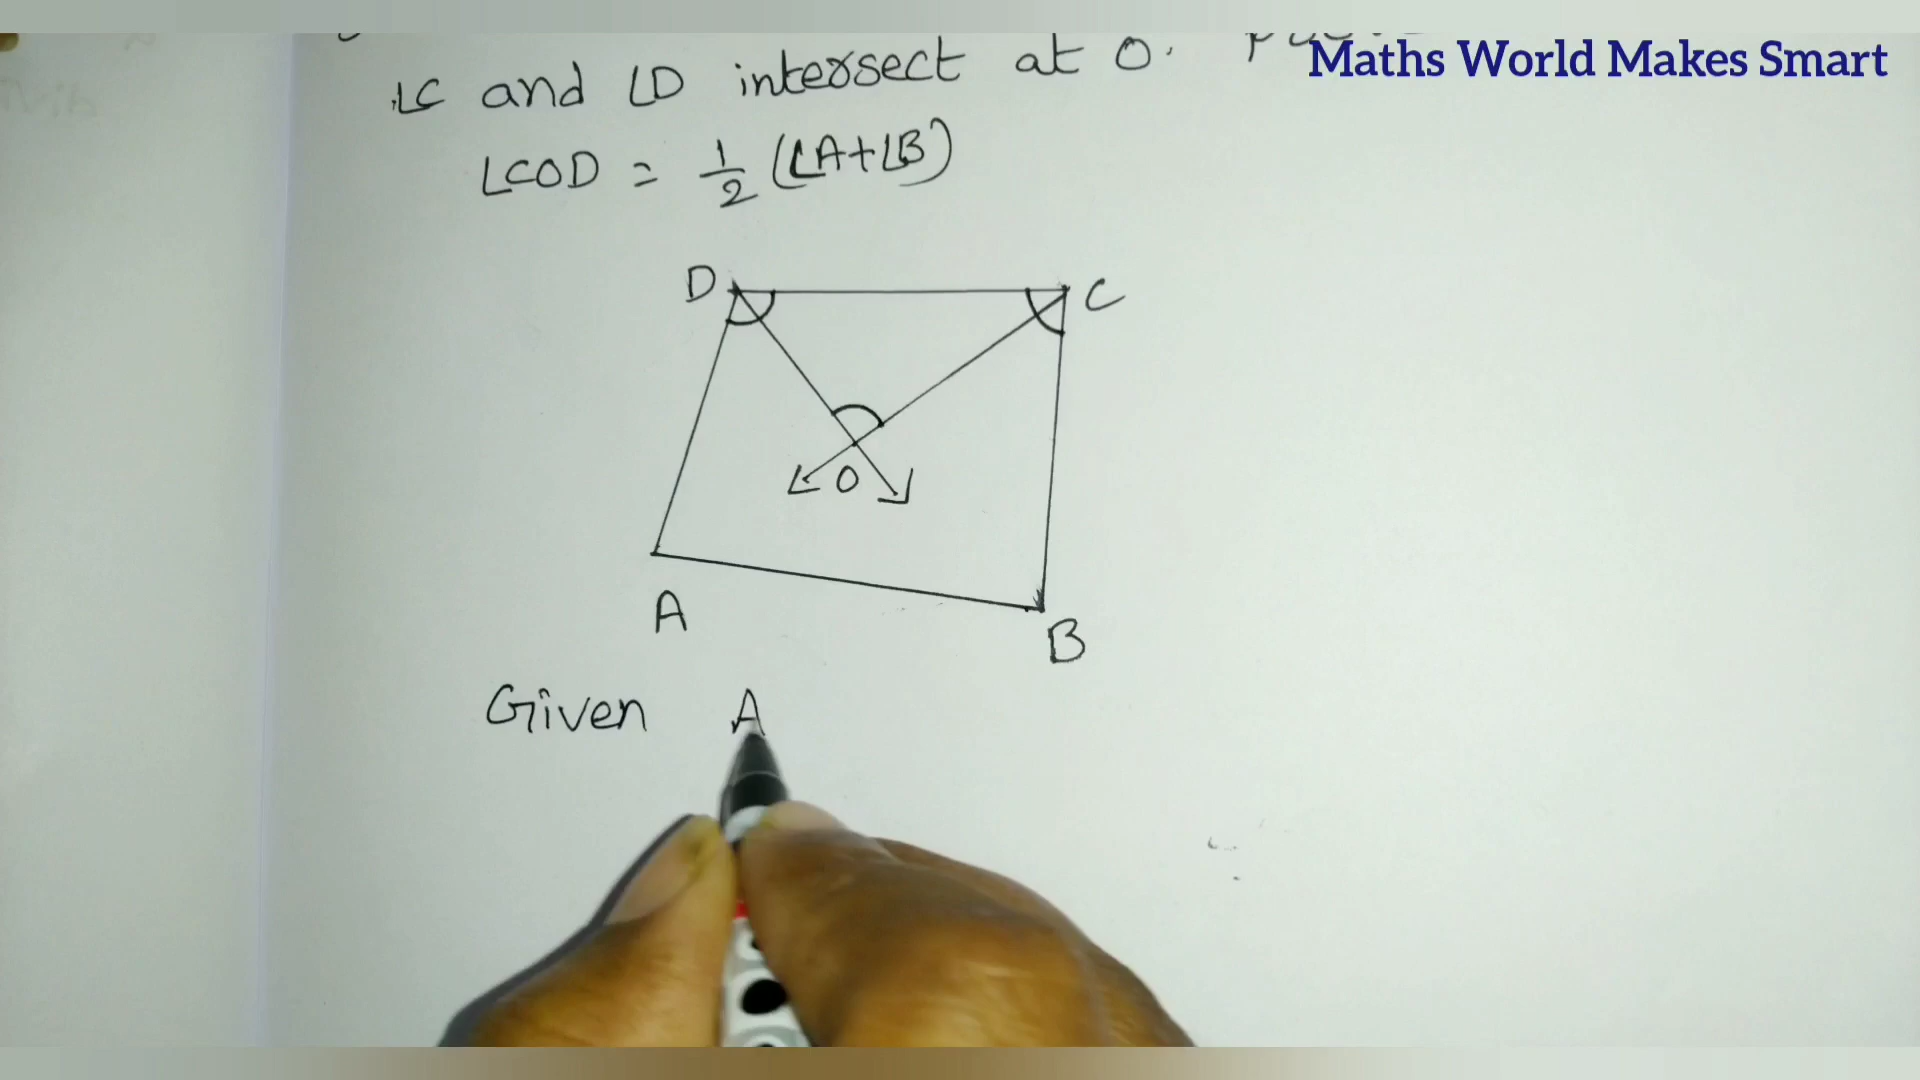 Maths World Makes Smart
∠C and ∠D intersect at O.
∠COD = 1/2 (∠A+∠B)
D
C
O
A
B
Given A